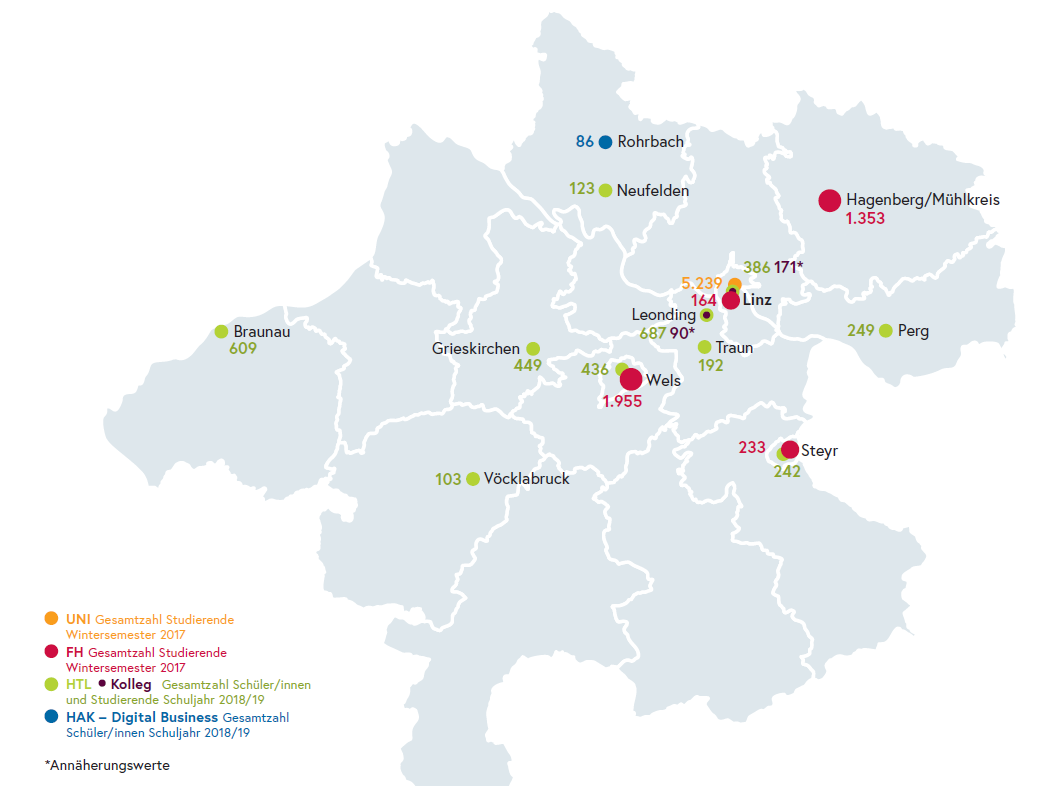 86 Rohrbach
123 Neufelden
Hagenberg/Mühlkreis
1.353
386 171*
5.239
164 Linz
Leonding
687 90*
249 Perg
Braunau
609
Grieskirchen
449
Traun
192
436
Wels
1.955
233 Steyr
242
103 Vöcklabruck
UNI Gesamtzahl Studierende
Wintersemester 2017
FH Gesamtzahl Studierende
Wintersemester 2017
HTL • Kolleg Gesamtzahl Schüler/innen
und Studierende Schuljahr 2018/19
HAK – Digital Business Gesamtzahl
Schüler/innen Schuljahr 2018/19
*Annäherungswerte